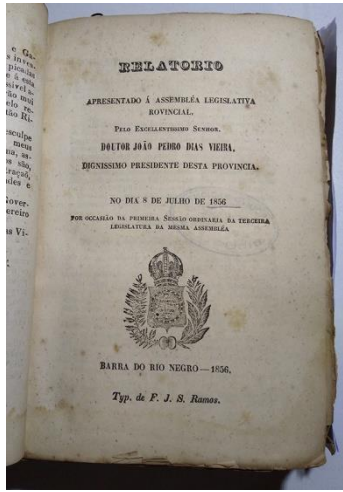 RELATORIO
APRESENTADO Á ASSEMBLÉA LEGISLATIVA
ROVINCIAL.
PELO EXCELLENTISSIMO SENHOR.
DOUTOR JOÃO PEDRO DIAS VIEIRA,
DIGNISSIMO PRESIDENTE DESTA PROVINCIA.
NO DIA 8 DE JULHO DE 1856
POR OCCASIÃO DA PRIMEIRA SESSÃO ORDINARIA DA TERCEIRA
LEGISLATURA DA MESMA ASSEMBLÉA
BARRA DO RIO NEGRO—1856.
Typ. de F. J. S. Ramos.